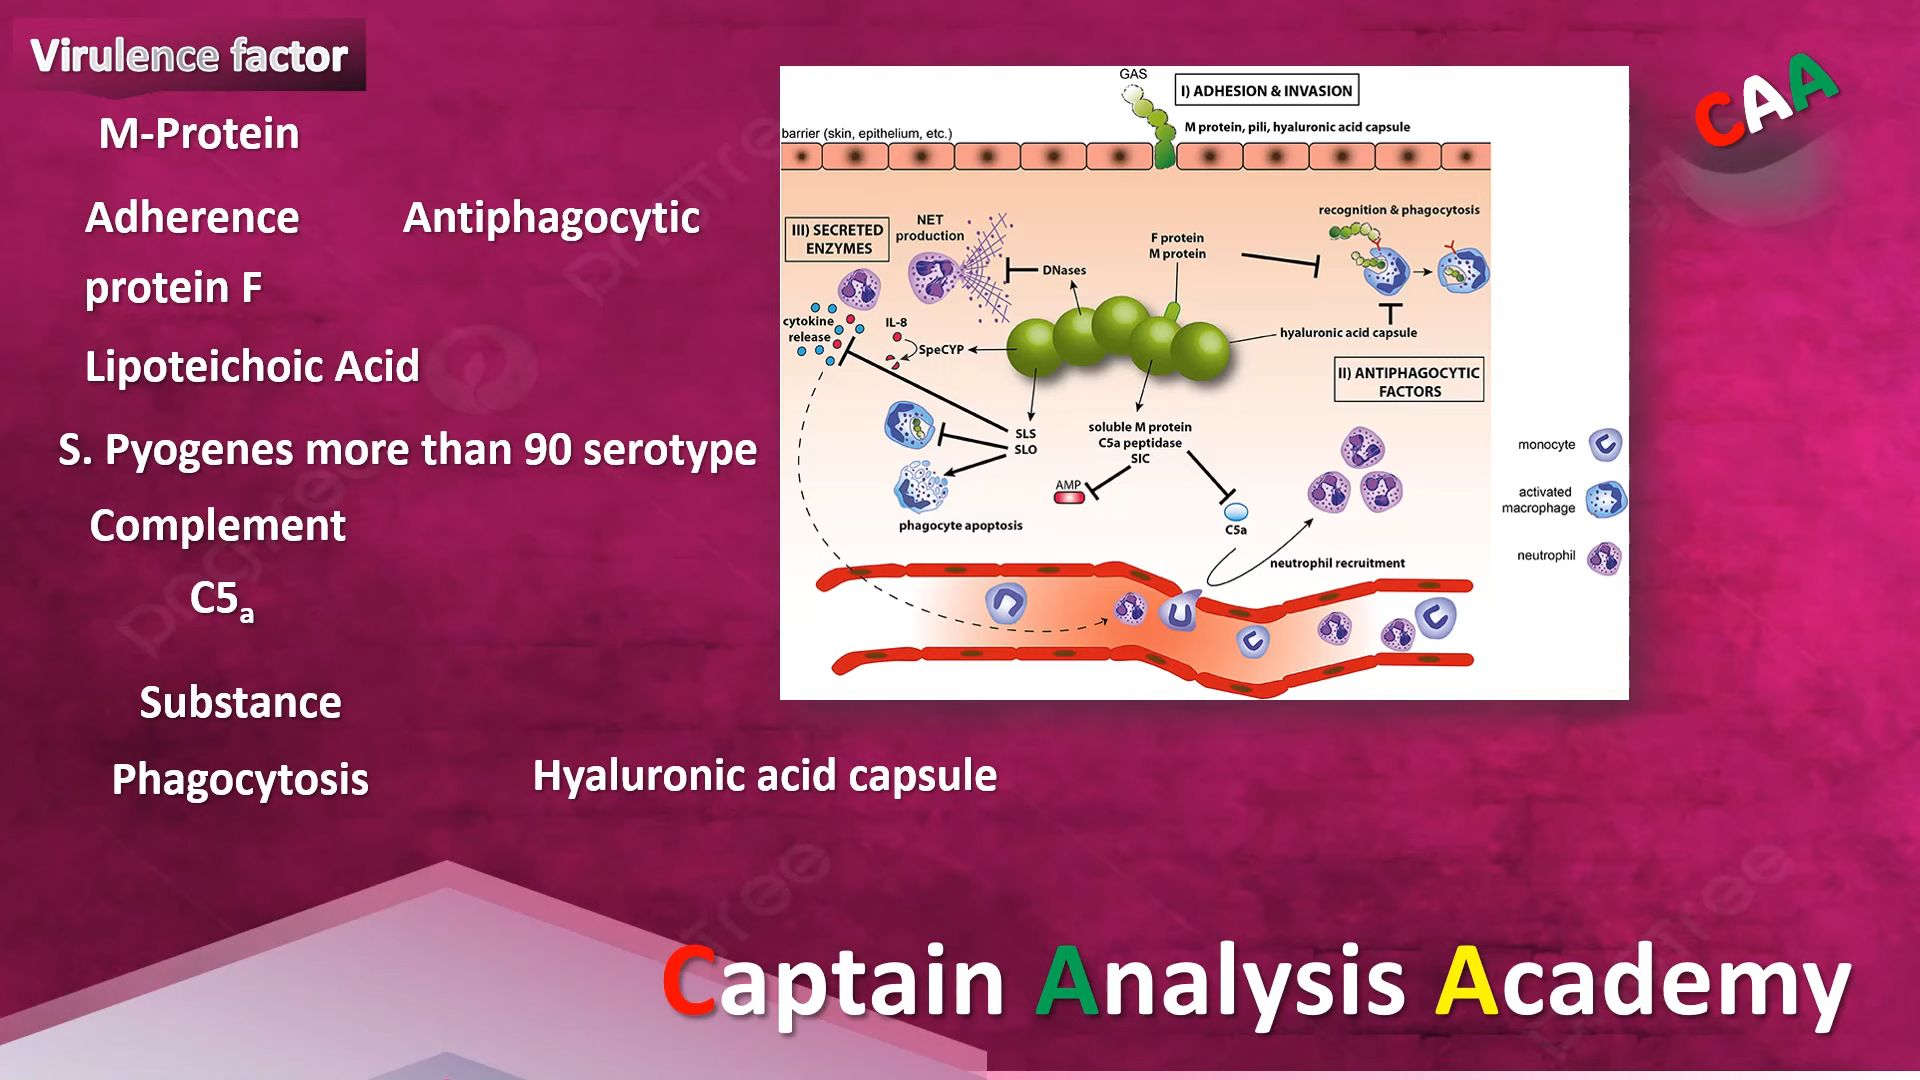 Virulence factor
M-Protein
Adherence
Antiphagocytic
protein F
Lipoteichoic Acid
S. Pyogenes more than 90 serotype
Complement
C5a
Substance
Phagocytosis
Hyaluronic acid capsule
GAS
I) ADHESION & INVASION
M protein, pili, hyaluronic acid capsule
barrier (skin, epithelium, etc.)
III) SECRETED
ENZYMES
NET
production
DNases
F protein
M protein
recognition & phagocytosis
cytokine
release
IL-8
SpeCYP
hyaluronic acid capsule
II) ANTIPHAGOCYTIC
FACTORS
SLS
SLO
soluble M protein
C5a peptidase
SIC
AMP
C5a
phagocyte apoptosis
neutrophil recruitment
monocyte
activated
macrophage
neutrophil
CAA
Captain Analysis Academy
pngtree
pngtree
pngtree